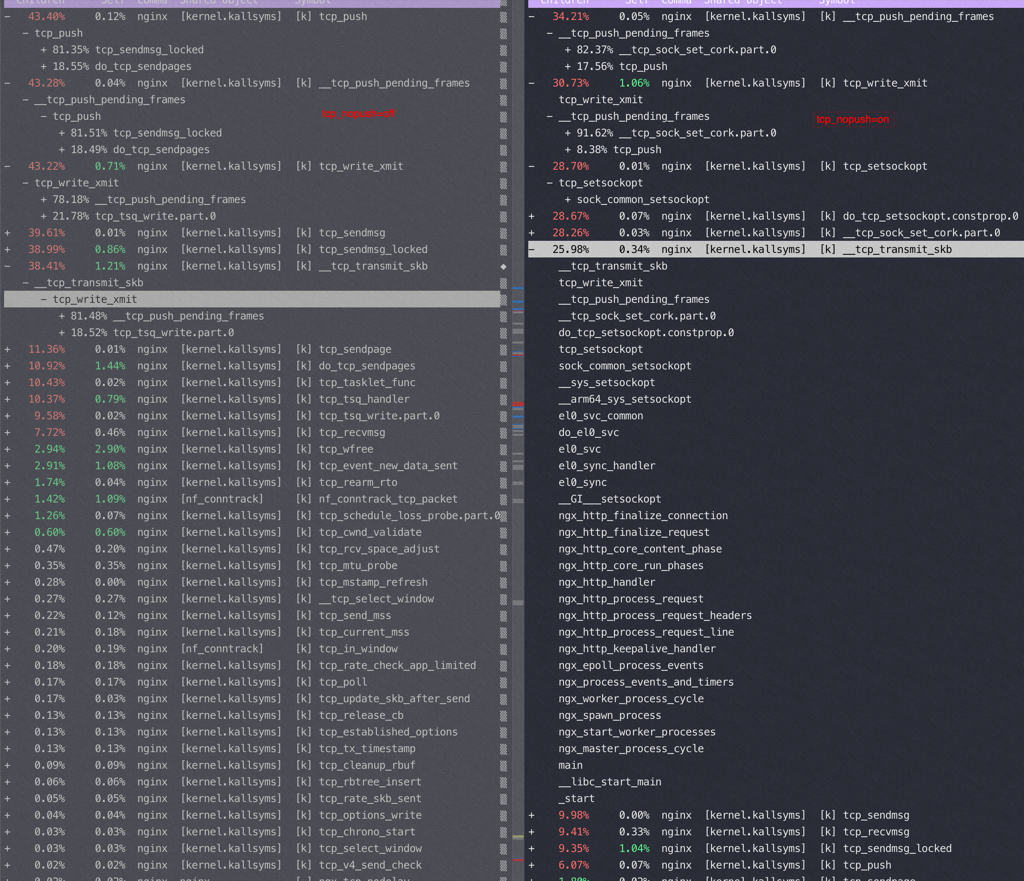 Children Self Comma Shared Object Symbol
- 43.40% 0.12% nginx [kernel.kallsyms] [k] tcp_push
- tcp_push
+ 81.35% tcp_sendmsg_locked
+ 18.55% do_tcp_sendpages
- 43.28% 0.04% nginx [kernel.kallsyms] [k] __tcp_push_pending_frames
- __tcp_push_pending_frames
tcp_nopush=off
- tcp_push
+ 81.51% tcp_sendmsg_locked
+ 18.49% do_tcp_sendpages
- 43.22% 0.71% nginx [kernel.kallsyms] [k] tcp_write_xmit
- tcp_write_xmit
+ 78.18% __tcp_push_pending_frames
+ 21.78% tcp_tsq_write.part.0
+ 39.61% 0.01% nginx [kernel.kallsyms] [k] tcp_sendmsg
+ 38.99% 0.86% nginx [kernel.kallsyms] [k] tcp_sendmsg_locked
- 38.41% 1.21% nginx [kernel.kallsyms] [k] __tcp_transmit_skb
- __tcp_transmit_skb
- tcp_write_xmit
+ 81.48% __tcp_push_pending_frames
+ 18.52% tcp_tsq_write.part.0
+ 11.36% 0.01% nginx [kernel.kallsyms] [k] tcp_sendpage
+ 10.92% 1.44% nginx [kernel.kallsyms] [k] do_tcp_sendpages
+ 10.43% 0.02% nginx [kernel.kallsyms] [k] tcp_tasklet_func
+ 10.37% 0.79% nginx [kernel.kallsyms] [k] tcp_tsq_handler
+ 9.58% 0.02% nginx [kernel.kallsyms] [k] tcp_tsq_write.part.0
+ 7.72% 0.46% nginx [kernel.kallsyms] [k] tcp_recvmsg
+ 2.94% 2.90% nginx [kernel.kallsyms] [k] tcp_wfree
+ 2.91% 1.08% nginx [kernel.kallsyms] [k] tcp_event_new_data_sent
+ 1.74% 0.04% nginx [kernel.kallsyms] [k] tcp_rearm_rto
+ 1.42% 1.09% nginx [nf_conntrack] [k] nf_conntrack_tcp_packet
+ 1.26% 0.07% nginx [kernel.kallsyms] [k] tcp_schedule_loss_probe.part.0
+ 0.60% 0.60% nginx [kernel.kallsyms] [k] tcp_cwnd_validate
+ 0.47% 0.20% nginx [kernel.kallsyms] [k] tcp_rcv_space_adjust
+ 0.35% 0.35% nginx [kernel.kallsyms] [k] tcp_mtu_probe
+ 0.28% 0.00% nginx [kernel.kallsyms] [k] tcp_mstamp_refresh
+ 0.27% 0.27% nginx [kernel.kallsyms] [k] __tcp_select_window
+ 0.22% 0.12% nginx [kernel.kallsyms] [k] tcp_send_mss
+ 0.21% 0.18% nginx [kernel.kallsyms] [k] tcp_current_mss
+ 0.20% 0.19% nginx [nf_conntrack] [k] tcp_in_window
+ 0.18% 0.18% nginx [kernel.kallsyms] [k] tcp_rate_check_app_limited
+ 0.17% 0.17% nginx [kernel.kallsyms] [k] tcp_poll
+ 0.17% 0.03% nginx [kernel.kallsyms] [k] tcp_update_skb_after_send
+ 0.13% 0.13% nginx [kernel.kallsyms] [k] tcp_release_cb
+ 0.13% 0.13% nginx [kernel.kallsyms] [k] tcp_established_options
+ 0.13% 0.13% nginx [kernel.kallsyms] [k] tcp_tx_timestamp
+ 0.09% 0.09% nginx [kernel.kallsyms] [k] tcp_cleanup_rbuf
+ 0.06% 0.06% nginx [kernel.kallsyms] [k] tcp_rbtree_insert
+ 0.05% 0.05% nginx [kernel.kallsyms] [k] tcp_rate_skb_sent
+ 0.04% 0.04% nginx [kernel.kallsyms] [k] tcp_options_write
+ 0.03% 0.03% nginx [kernel.kallsyms] [k] tcp_chrono_start
+ 0.03% 0.03% nginx [kernel.kallsyms] [k] tcp_select_window
+ 0.02% 0.02% nginx [kernel.kallsyms] [k] tcp_v4_send_check
Children Self Comma Shared Object Symbol
- 34.21% 0.05% nginx [kernel.kallsyms] [k] __tcp_push_pending_frames
- __tcp_push_pending_frames
+ 82.37% __tcp_sock_set_cork.part.0
+ 17.56% tcp_push
- 30.73% 1.06% nginx [kernel.kallsyms] [k] tcp_write_xmit
tcp_write_xmit
- __tcp_push_pending_frames
tcp_nopush=on
+ 91.62% __tcp_sock_set_cork.part.0
+ 8.38% tcp_push
- 28.70% 0.01% nginx [kernel.kallsyms] [k] tcp_setsockopt
- tcp_setsockopt
+ sock_common_setsockopt
+ 28.67% 0.07% nginx [kernel.kallsyms] [k] do_tcp_setsockopt.constprop.0
+ 28.26% 0.03% nginx [kernel.kallsyms] [k] __tcp_sock_set_cork.part.0
- 25.98% 0.34% nginx [kernel.kallsyms] [k] __tcp_transmit_skb
__tcp_transmit_skb
tcp_write_xmit
__tcp_push_pending_frames
__tcp_sock_set_cork.part.0
do_tcp_setsockopt.constprop.0
tcp_setsockopt
sock_common_setsockopt
__sys_setsockopt
__arm64_sys_setsockopt
el0_svc_common
do_el0_svc
el0_svc
el0_sync_handler
el0_sync
__GI___setsockopt
ngx_http_finalize_connection
ngx_http_finalize_request
ngx_http_core_content_phase
ngx_http_core_run_phases
ngx_http_handler
ngx_http_process_request
ngx_http_process_request_headers
ngx_http_process_request_line
ngx_http_keepalive_handler
ngx_epoll_process_events
ngx_process_events_and_timers
ngx_worker_process_cycle
ngx_spawn_process
ngx_start_worker_processes
ngx_master_process_cycle
main
__libc_start_main
_start
+ 9.98% 0.00% nginx [kernel.kallsyms] [k] tcp_sendmsg
+ 9.41% 0.33% nginx [kernel.kallsyms] [k] tcp_recvmsg
+ 9.35% 1.04% nginx [kernel.kallsyms] [k] tcp_sendmsg_locked
+ 6.07% 0.07% nginx [kernel.kallsyms] [k] tcp_push